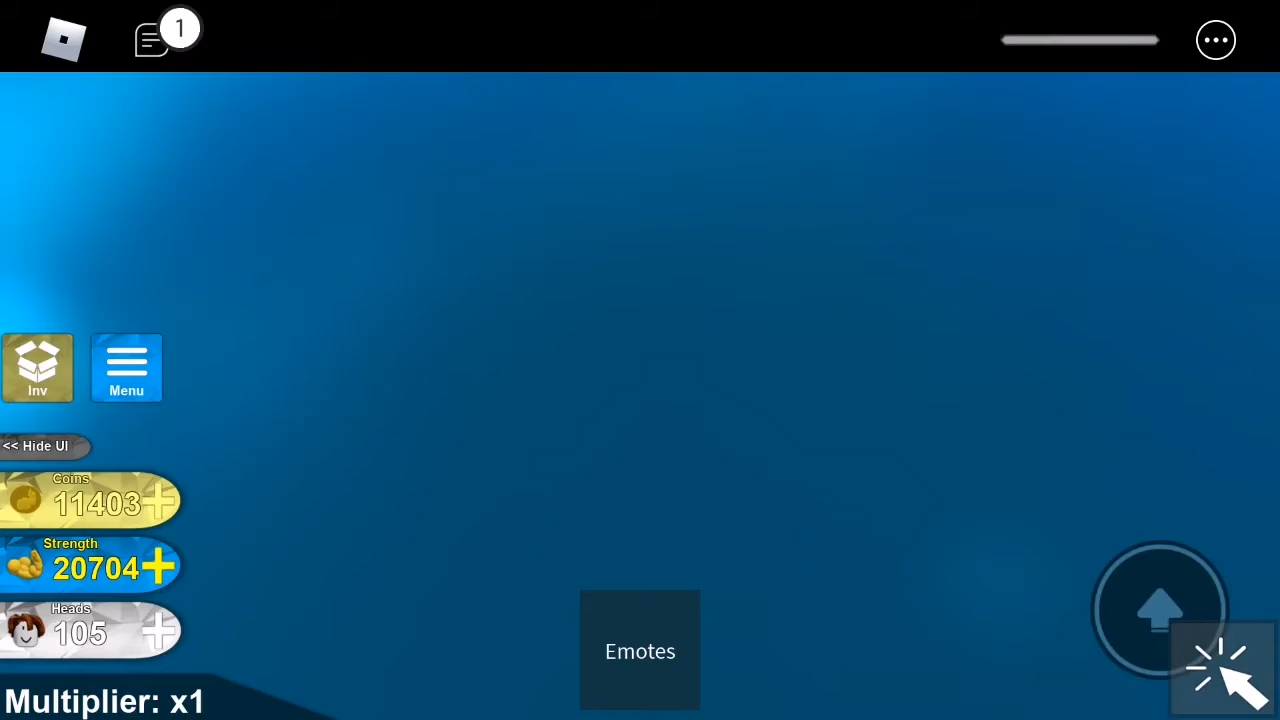 1
Inv
Menu
<< Hide UI
Coins
11403
Strength
20704
Heads
105
Emotes
Multiplier: x1